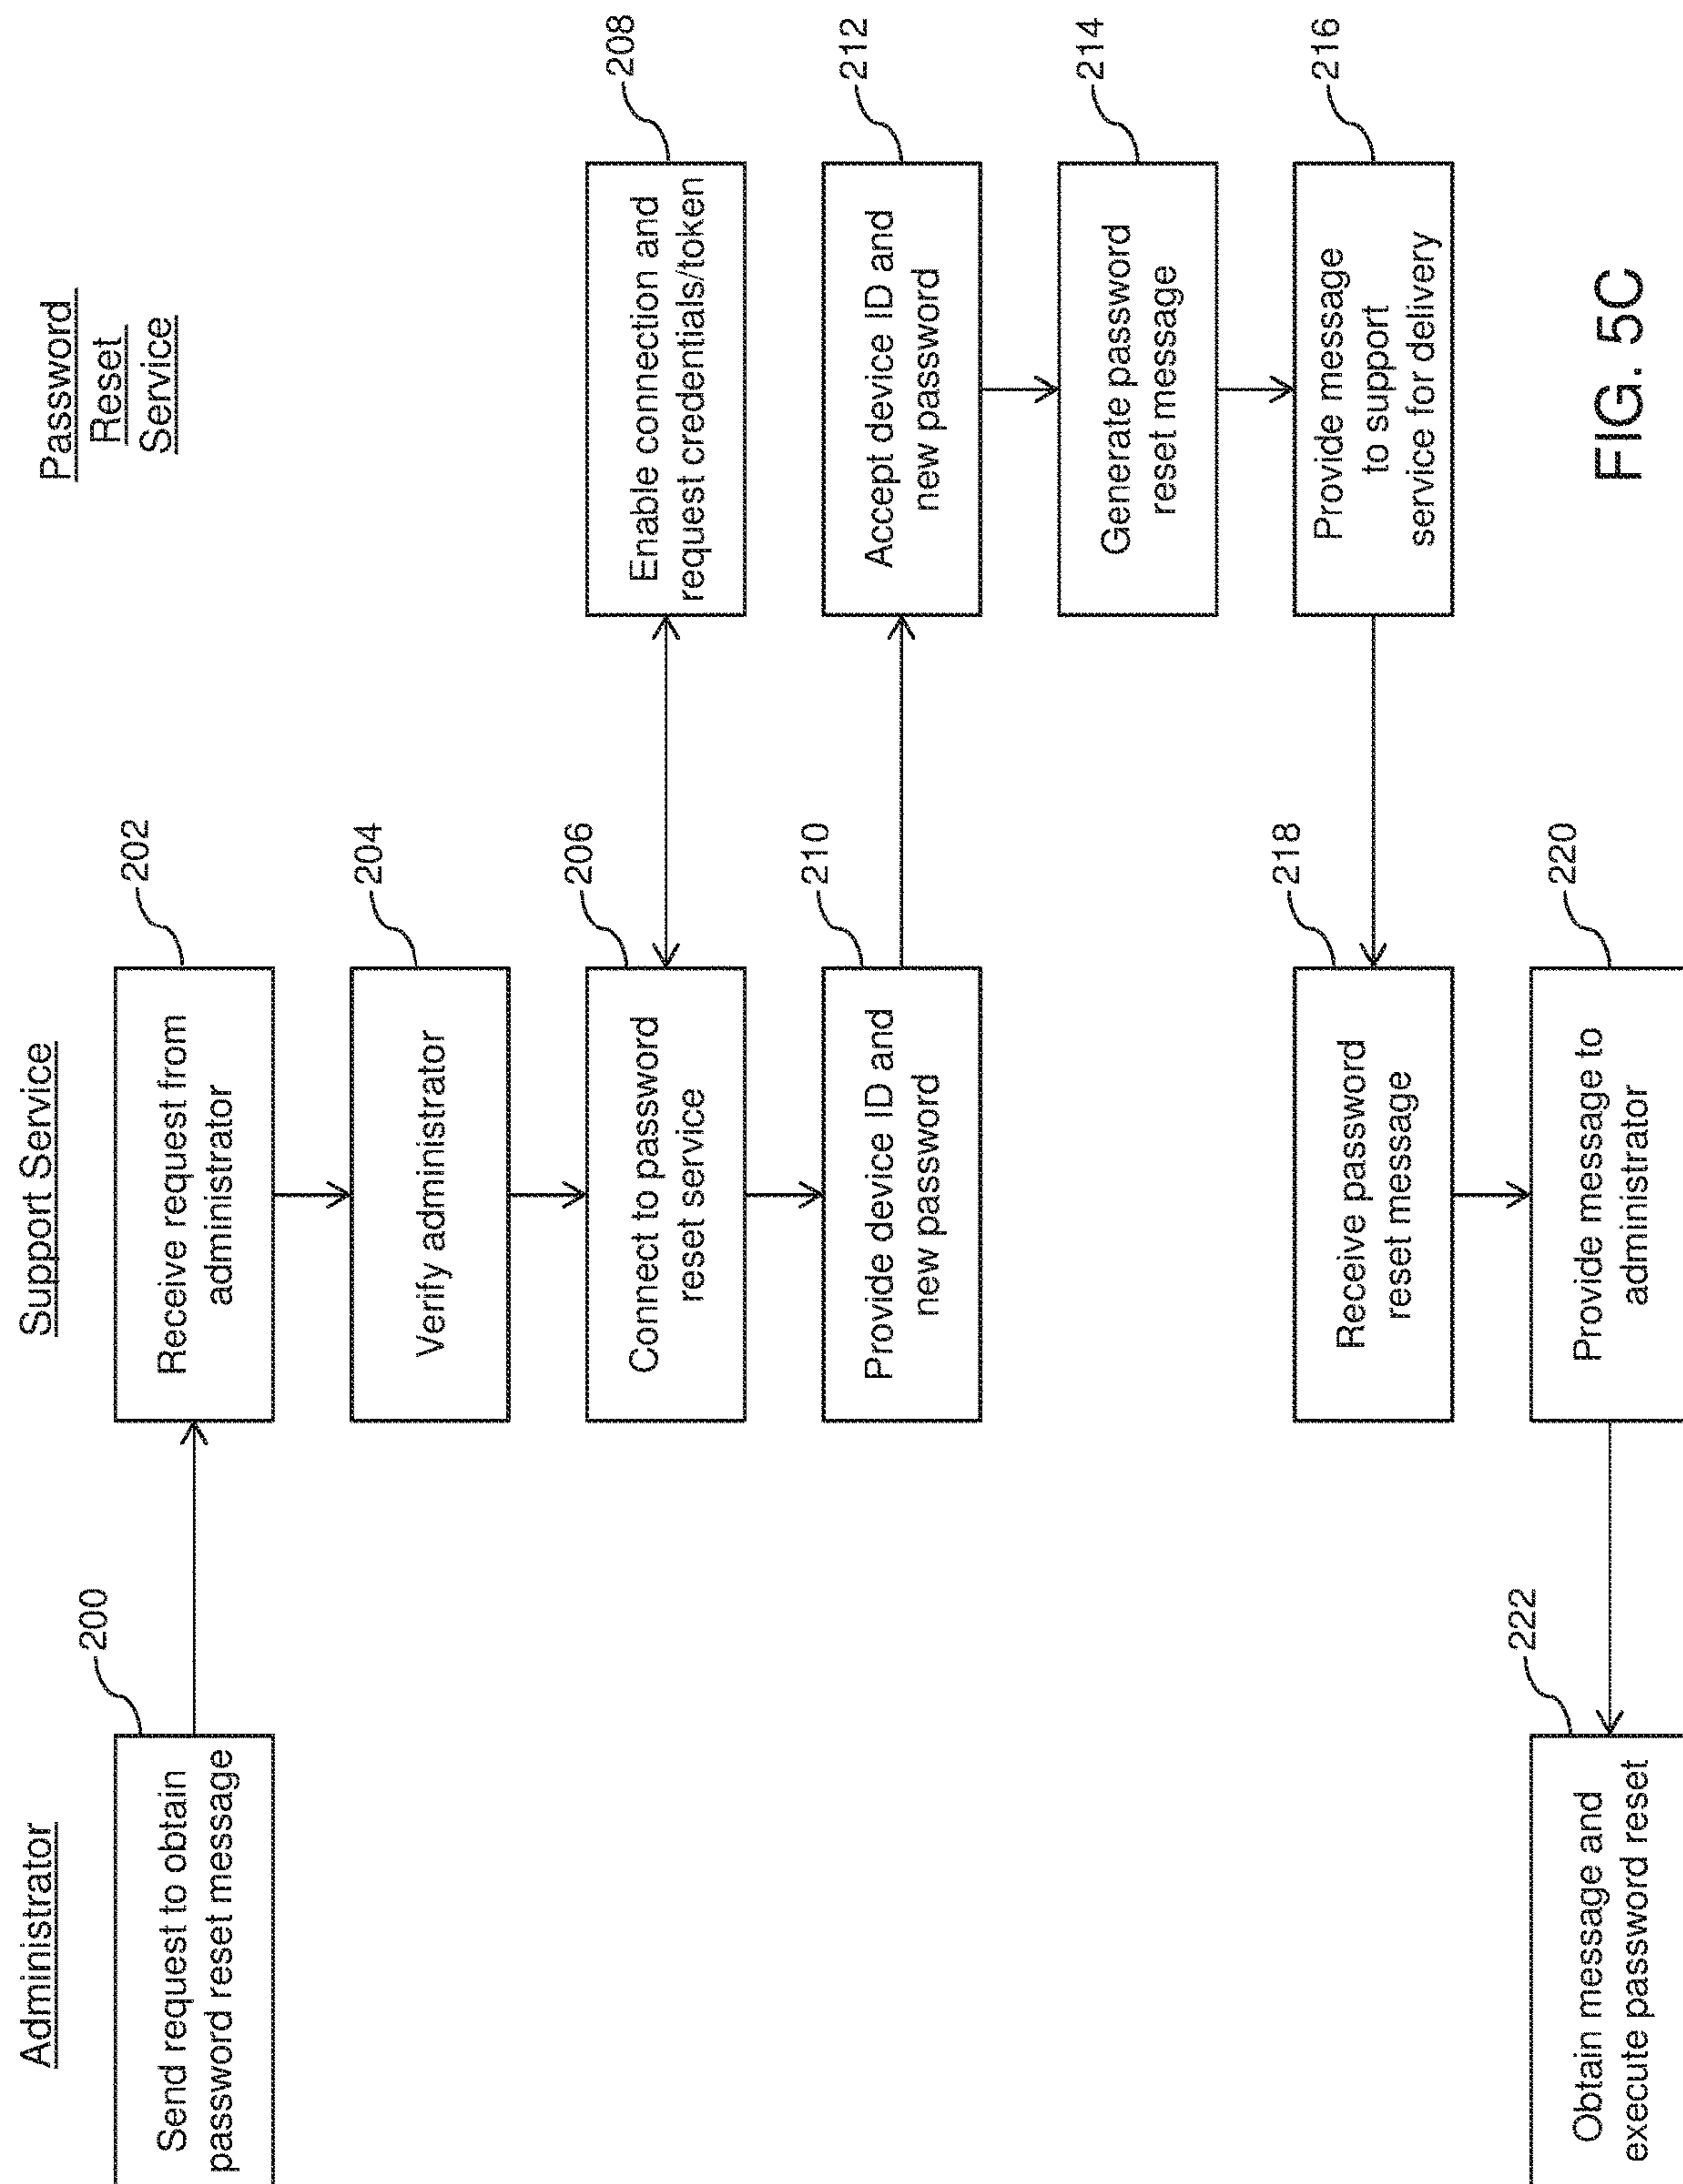 Administrator
Support Service
Password
Reset
Service
200
Send request to obtain
password reset message
202
Receive request from
administrator
204
Verify administrator
206
Connect to password
reset service
208
Enable connection and
request credentials/token
210
Provide device ID and
new password
212
Accept device ID and
new password
214
Generate password
reset message
216
Provide message
to support
service for delivery
218
Receive password
reset message
220
Provide message to
administrator
222
Obtain message and
execute password reset
FIG. 5C